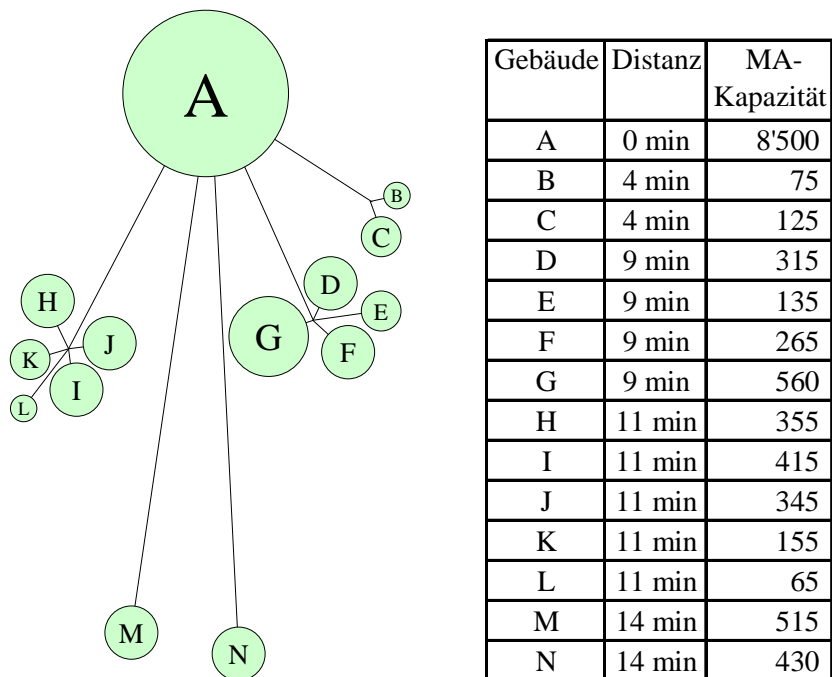 A
B
C
D
E
G
F
H
J
K
I
L
M
N
Gebäude Distanz MA-Kapazität
A 0 min 8'500
B 4 min 75
C 4 min 125
D 9 min 315
E 9 min 135
F 9 min 265
G 9 min 560
H 11 min 355
I 11 min 415
J 11 min 345
K 11 min 155
L 11 min 65
M 14 min 515
N 14 min 430